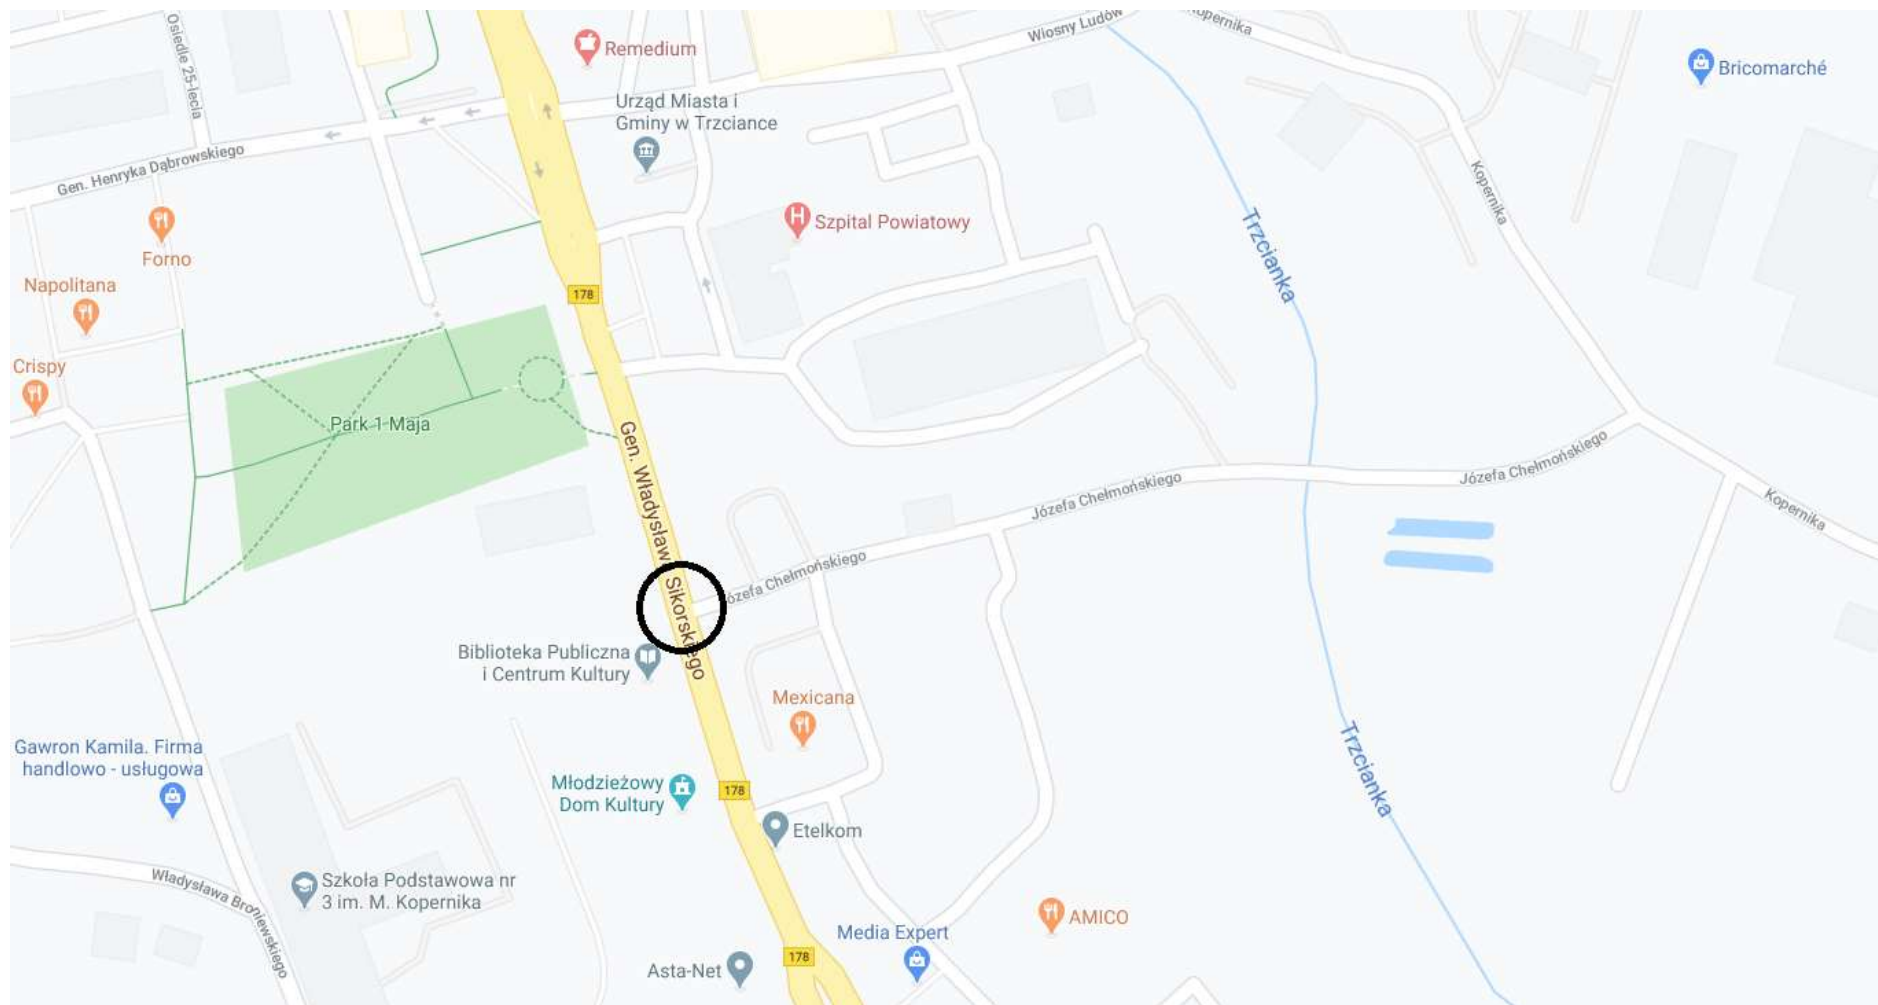 Osiedle 25-lecia
Remedium
Wiosny Ludów
Kopernika
Bricomarché
Urząd Miasta i
Gminy w Trzciance
Gen. Henryka Dąbrowskiego
Kopernika
Forno
Szpital Powiatowy
Trzcianka
Napolitana
178
Crispy
Park 1 Maja
Gen. Władysława Sikorskiego
Józefa Chełmońskiego
Józefa Chełmońskiego
Kopernika
Józefa Chełmońskiego
Biblioteka Publiczna
i Centrum Kultury
Mexicana
Gawron Kamila. Firma
handlowo - usługowa
Młodzieżowy
Dom Kultury
178
Trzcianka
Etelkom
Władysława Broniewskiego
Szkoła Podstawowa nr
3 im. M. Kopernika
AMICO
Media Expert
178
Asta-Net